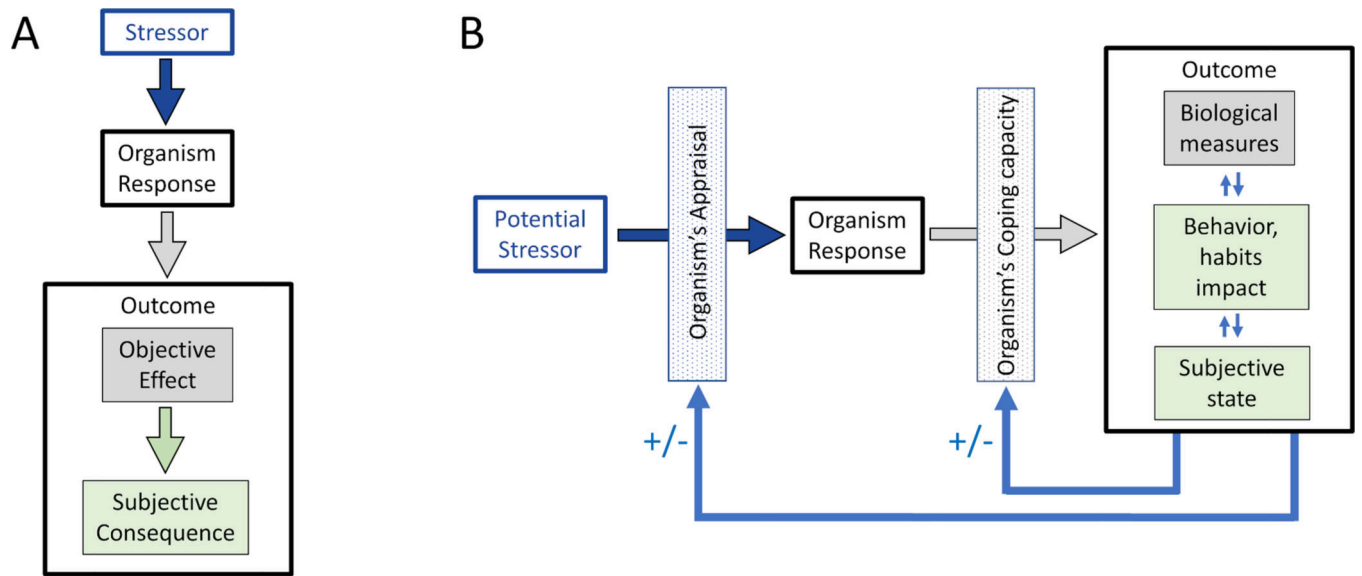 A
Stressor
Organism
Response
Outcome
Objective
Effect
Subjective
Consequence
B
Potential
Stressor
Organism's Appraisal
Organism
Response
Organism's Coping capacity
Outcome
Biological
measures
Behavior,
habits
impact
Subjective
state
+/-
+/-